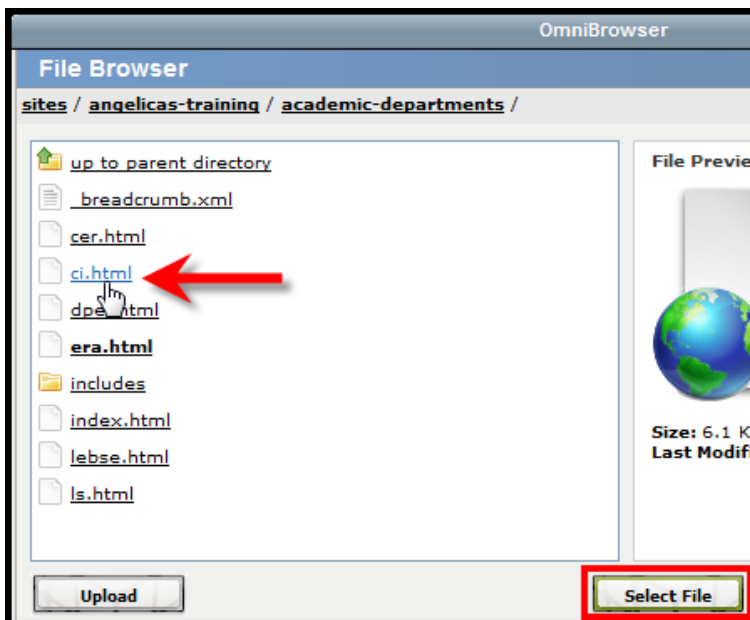 OmniBrowser
File Browser
sites / angelicas-training / academic-departments /
up to parent directory
_breadcrumb.xml
cer.html
ci.html
html
era.html
includes
index.html
lebse.html
ls.html
File Previe
Size: 6.1 K
Last Modif
Upload
Select File